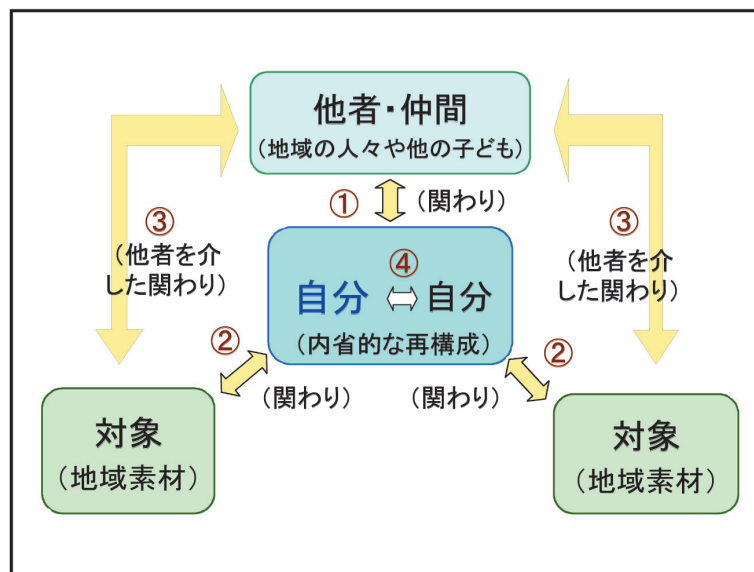 他者・仲間
(地域の人々や他の子ども)
①
(関わり)
③
(他者を介
した関わり)
③
(他者を介
した関わり)
④
自分
自分
(内省的な再構成)
②
(関わり)
②
(関わり)
対象
(地域素材)
対象
(地域素材)